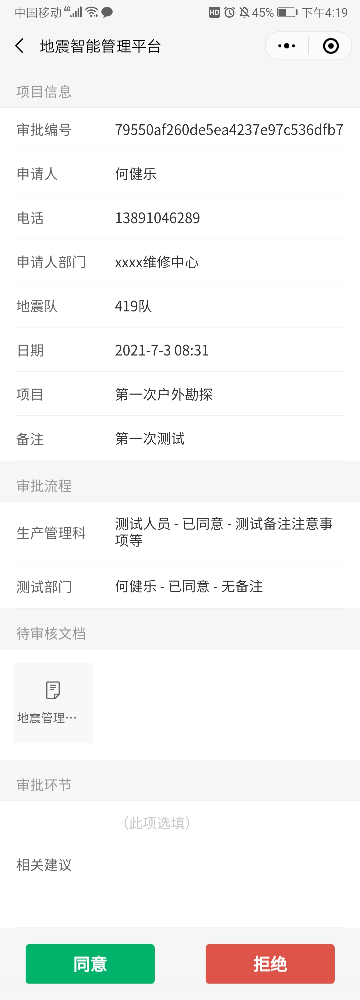 中国移动 4G HD 45% 下午4:19
地震智能管理平台
项目信息
审批编号 79550af260de5ea4237e97c536dfb7
申请人 何健乐
电话 13891046289
申请人部门 xxxx维修中心
地震队 419队
日期 2021-7-3 08:31
项目 第一次户外勘探
备注 第一次测试
审批流程
生产管理科 测试人员 - 已同意 - 测试备注注意事
项等
测试部门 何健乐 - 已同意 - 无备注
待审核文档
地震管理…
审批环节
（此项选填）
相关建议
同意 拒绝